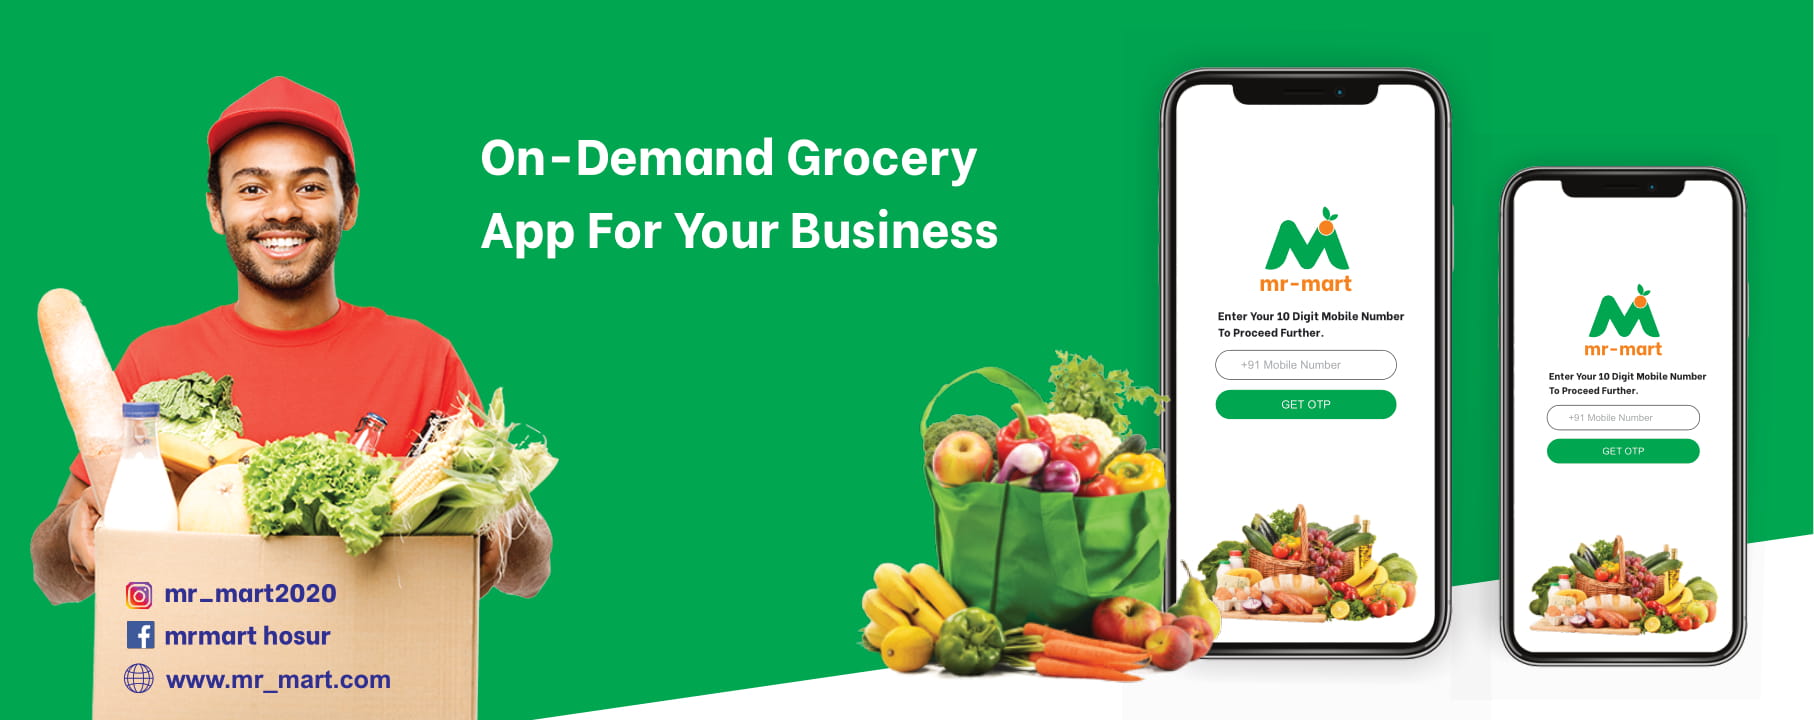 On-Demand Grocery
App For Your Business
mr-mart
Enter Your 10 Digit Mobile Number
To Proceed Further.
+91 Mobile Number
GET OTP
mr-mart
Enter Your 10 Digit Mobile Number
To Proceed Further.
+91 Mobile Number
GET OTP
mr_mart2020
mrmart hosur
www.mr_mart.com